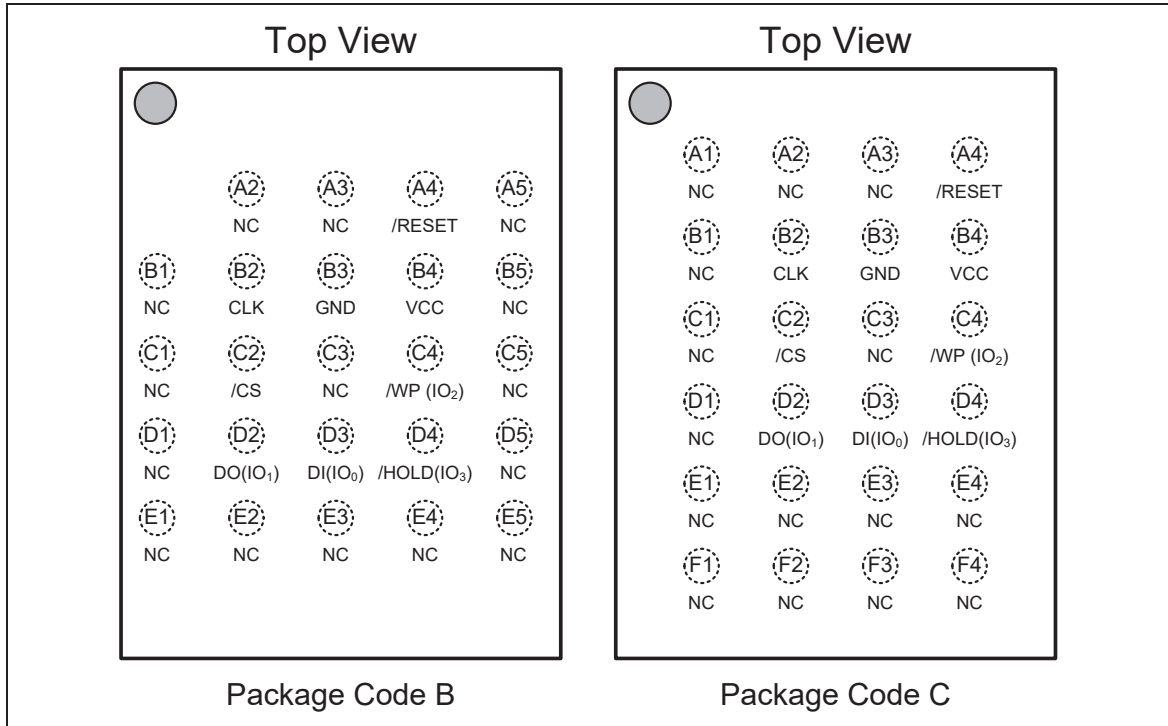 Top View
A2 A3 A4 A5
NC NC /RESET NC
B1 B2 B3 B4 B5
NC CLK GND VCC NC
C1 C2 C3 C4 C5
NC /CS NC /WP (IO₂) NC
D1 D2 D3 D4 D5
NC DO(IO₁) DI(IO₀) /HOLD(IO₃) NC
E1 E2 E3 E4 E5
NC NC NC NC NC
Package Code B
Top View
A1 A2 A3 A4
NC NC NC /RESET
B1 B2 B3 B4
NC CLK GND VCC
C1 C2 C3 C4
NC /CS NC /WP (IO₂)
D1 D2 D3 D4
NC DO(IO₁) DI(IO₀) /HOLD(IO₃)
E1 E2 E3 E4
NC NC NC NC
F1 F2 F3 F4
NC NC NC NC
Package Code C